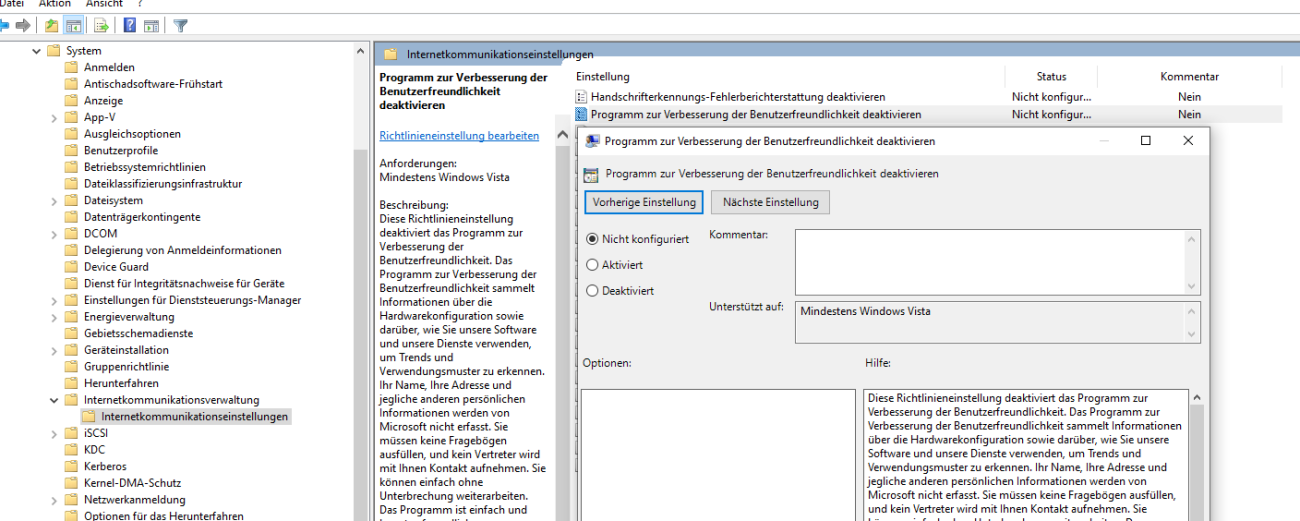 Datei Aktion Ansicht ?
System
Anmelden
Antischadsoftware-Frühstart
Anzeige
App-V
Ausgleichsoptionen
Benutzerprofile
Betriebssystemrichtlinien
Dateiklassifizierungsinfrastruktur
Dateisystem
Datenträgerkontingente
DCOM
Delegierung von Anmeldeinformationen
Device Guard
Dienst für Integritätsnachweise für Geräte
Einstellungen für Dienststeuerungs-Manager
Energieverwaltung
Gebietsschemadienste
Geräteinstallation
Gruppenrichtlinie
Herunterfahren
Internetkommunikationsverwaltung
Internetkommunikationseinstellungen
iSCSI
KDC
Kerberos
Kernel-DMA-Schutz
Netzwerkanmeldung
Optionen für das Herunterfahren
Internetkommunikationseinstellungen
Programm zur Verbesserung der
Benutzerfreundlichkeit
deaktivieren
Richtlinieneinstellung bearbeiten
Anforderungen:
Mindestens Windows Vista
Beschreibung:
Diese Richtlinieneinstellung
deaktiviert das Programm zur
Verbesserung der
Benutzerfreundlichkeit. Das
Programm zur Verbesserung der
Benutzerfreundlichkeit sammelt
Informationen über die
Hardwarekonfiguration sowie
darüber, wie Sie unsere Software
und unsere Dienste verwenden,
um Trends und
Verwendungsmuster zu erkennen.
Ihr Name, Ihre Adresse und
jegliche anderen persönlichen
Informationen werden von
Microsoft nicht erfasst. Sie
müssen keine Fragebögen
ausfüllen, und kein Vertreter wird
mit Ihnen Kontakt aufnehmen. Sie
können einfach ohne
Unterbrechung weiterarbeiten.
Das Programm ist einfach und
Einstellung Status Kommentar
Handschrifterkennungs-Fehlerberichterstattung deaktivieren Nicht konfigur... Nein
Programm zur Verbesserung der Benutzerfreundlichkeit deaktivieren Nicht konfigur... Nein
Programm zur Verbesserung der Benutzerfreundlichkeit deaktivieren
Programm zur Verbesserung der Benutzerfreundlichkeit deaktivieren
Vorherige Einstellung Nächste Einstellung
Nicht konfiguriert
Aktiviert
Deaktiviert
Kommentar:
Unterstützt auf: Mindestens Windows Vista
Optionen: Hilfe:
Diese Richtlinieneinstellung deaktiviert das Programm zur
Verbesserung der Benutzerfreundlichkeit. Das Programm zur
Verbesserung der Benutzerfreundlichkeit sammelt Informationen
über die Hardwarekonfiguration sowie darüber, wie Sie unsere
Software und unsere Dienste verwenden, um Trends und
Verwendungsmuster zu erkennen. Ihr Name, Ihre Adresse und
jegliche anderen persönlichen Informationen werden von
Microsoft nicht erfasst. Sie müssen keine Fragebögen ausfüllen,
und kein Vertreter wird mit Ihnen Kontakt aufnehmen. Sie